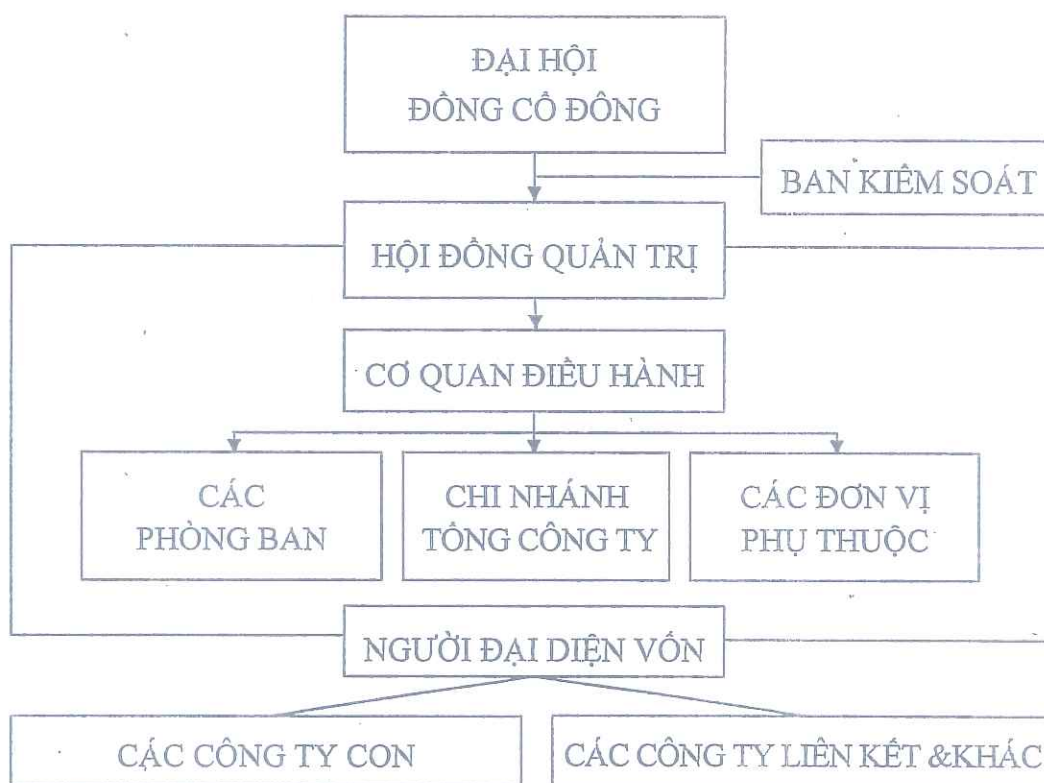 ĐẠI HỘI
ĐỒNG CỔ ĐÔNG
BAN KIỂM SOÁT
HỘI ĐỒNG QUẢN TRỊ
CƠ QUAN ĐIỀU HÀNH
CÁC
PHÒNG BAN
CHI NHÁNH
TỔNG CÔNG TY
CÁC ĐƠN VỊ
PHỤ THUỘC
NGƯỜI ĐẠI DIỆN VỐN
CÁC CÔNG TY CON
CÁC CÔNG TY LIÊN KẾT &KHÁC